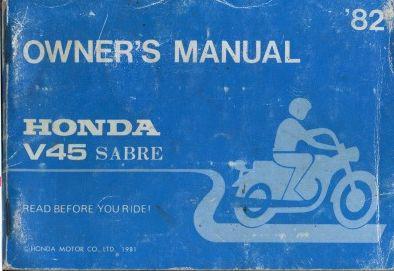 '82
OWNER'S MANUAL
HONDA
V45 SABRE
READ BEFORE YOU RIDE!
© HONDA MOTOR CO., LTD. 1981